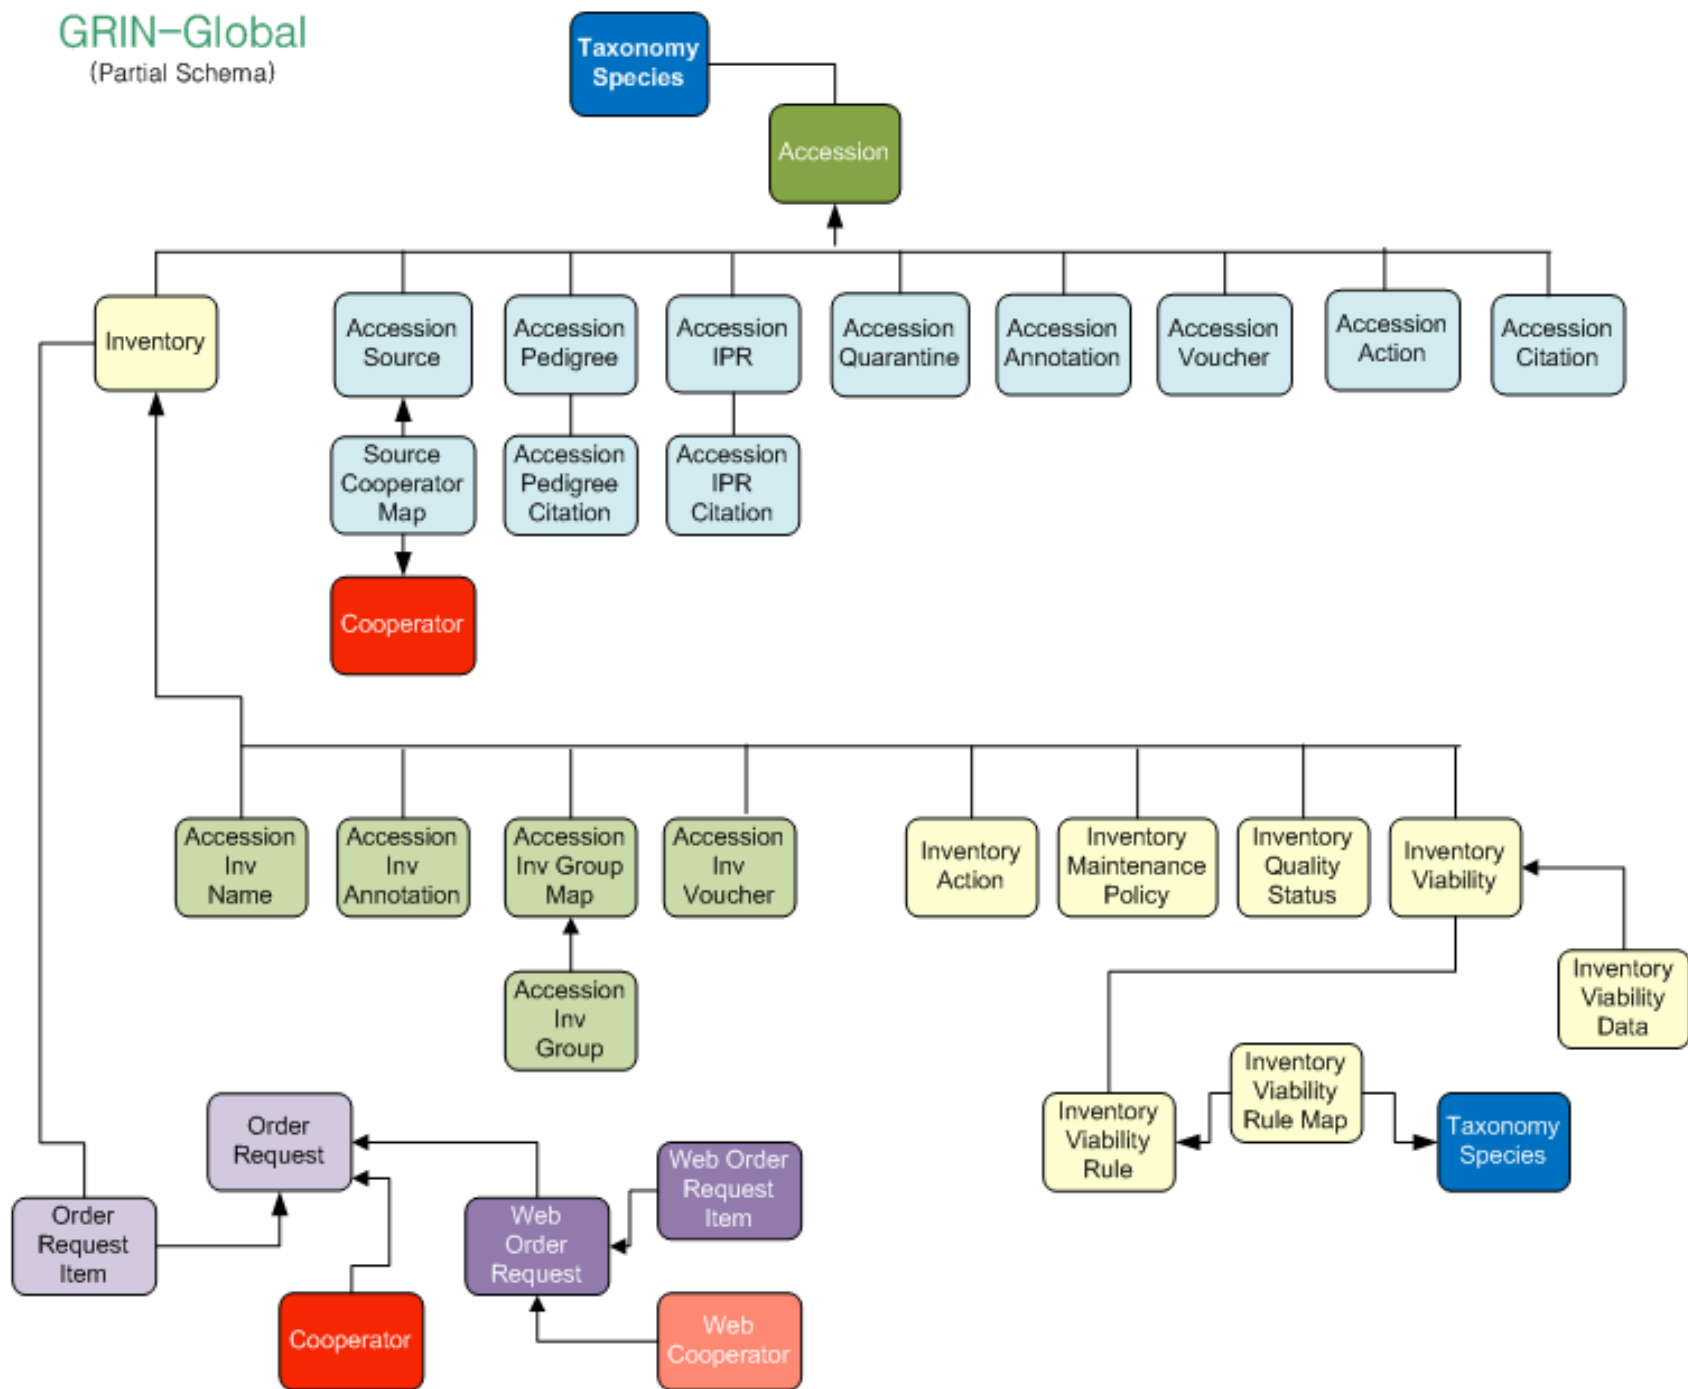 GRIN-Global
(Partial Schema)
Taxonomy
Species
Accession
Inventory
Accession
Source
Accession
Pedigree
Accession
IPR
Accession
Quarantine
Accession
Annotation
Accession
Voucher
Accession
Action
Accession
Citation
Source
Cooperator
Map
Accession
Pedigree
Citation
Accession
IPR
Citation
Cooperator
Accession
Inv
Name
Accession
Inv
Annotation
Accession
Inv Group
Map
Accession
Inv
Voucher
Inventory
Action
Inventory
Maintenance
Policy
Inventory
Quality
Status
Inventory
Viability
Accession
Inv
Group
Inventory
Viability
Data
Inventory
Viability
Rule Map
Order
Request
Inventory
Viability
Rule
Taxonomy
Species
Web Order
Request
Item
Order
Request
Item
Web
Order
Request
Cooperator
Web
Cooperator